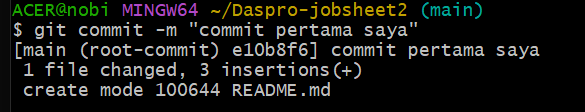 ACER@nobi MINGW64 ~/Daspro-jobsheet2 (main)
$ git commit -m "commit pertama saya"
[main (root-commit) e10b8f6] commit pertama saya
 1 file changed, 3 insertions(+)
 create mode 100644 README.md